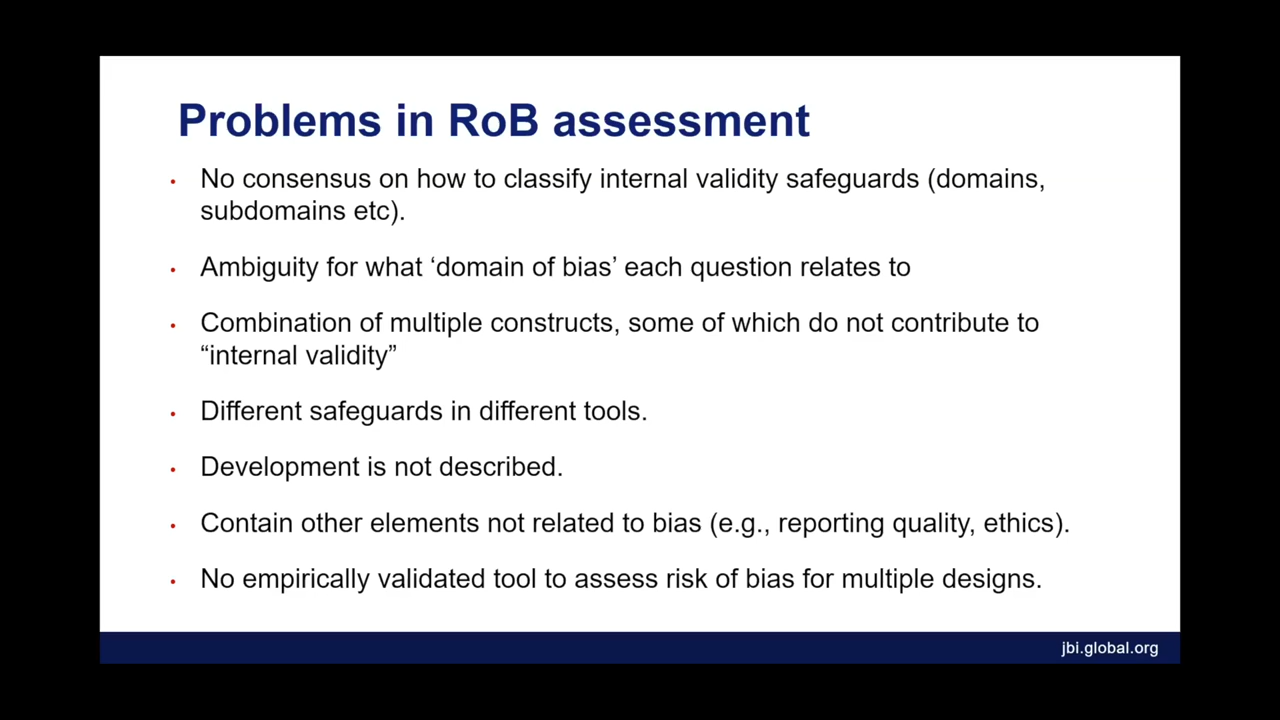 Problems in RoB assessment
• No consensus on how to classify internal validity safeguards (domains,
subdomains etc).
• Ambiguity for what ‘domain of bias’ each question relates to
• Combination of multiple constructs, some of which do not contribute to
“internal validity”
• Different safeguards in different tools.
• Development is not described.
• Contain other elements not related to bias (e.g., reporting quality, ethics).
• No empirically validated tool to assess risk of bias for multiple designs.
jbi.global.org